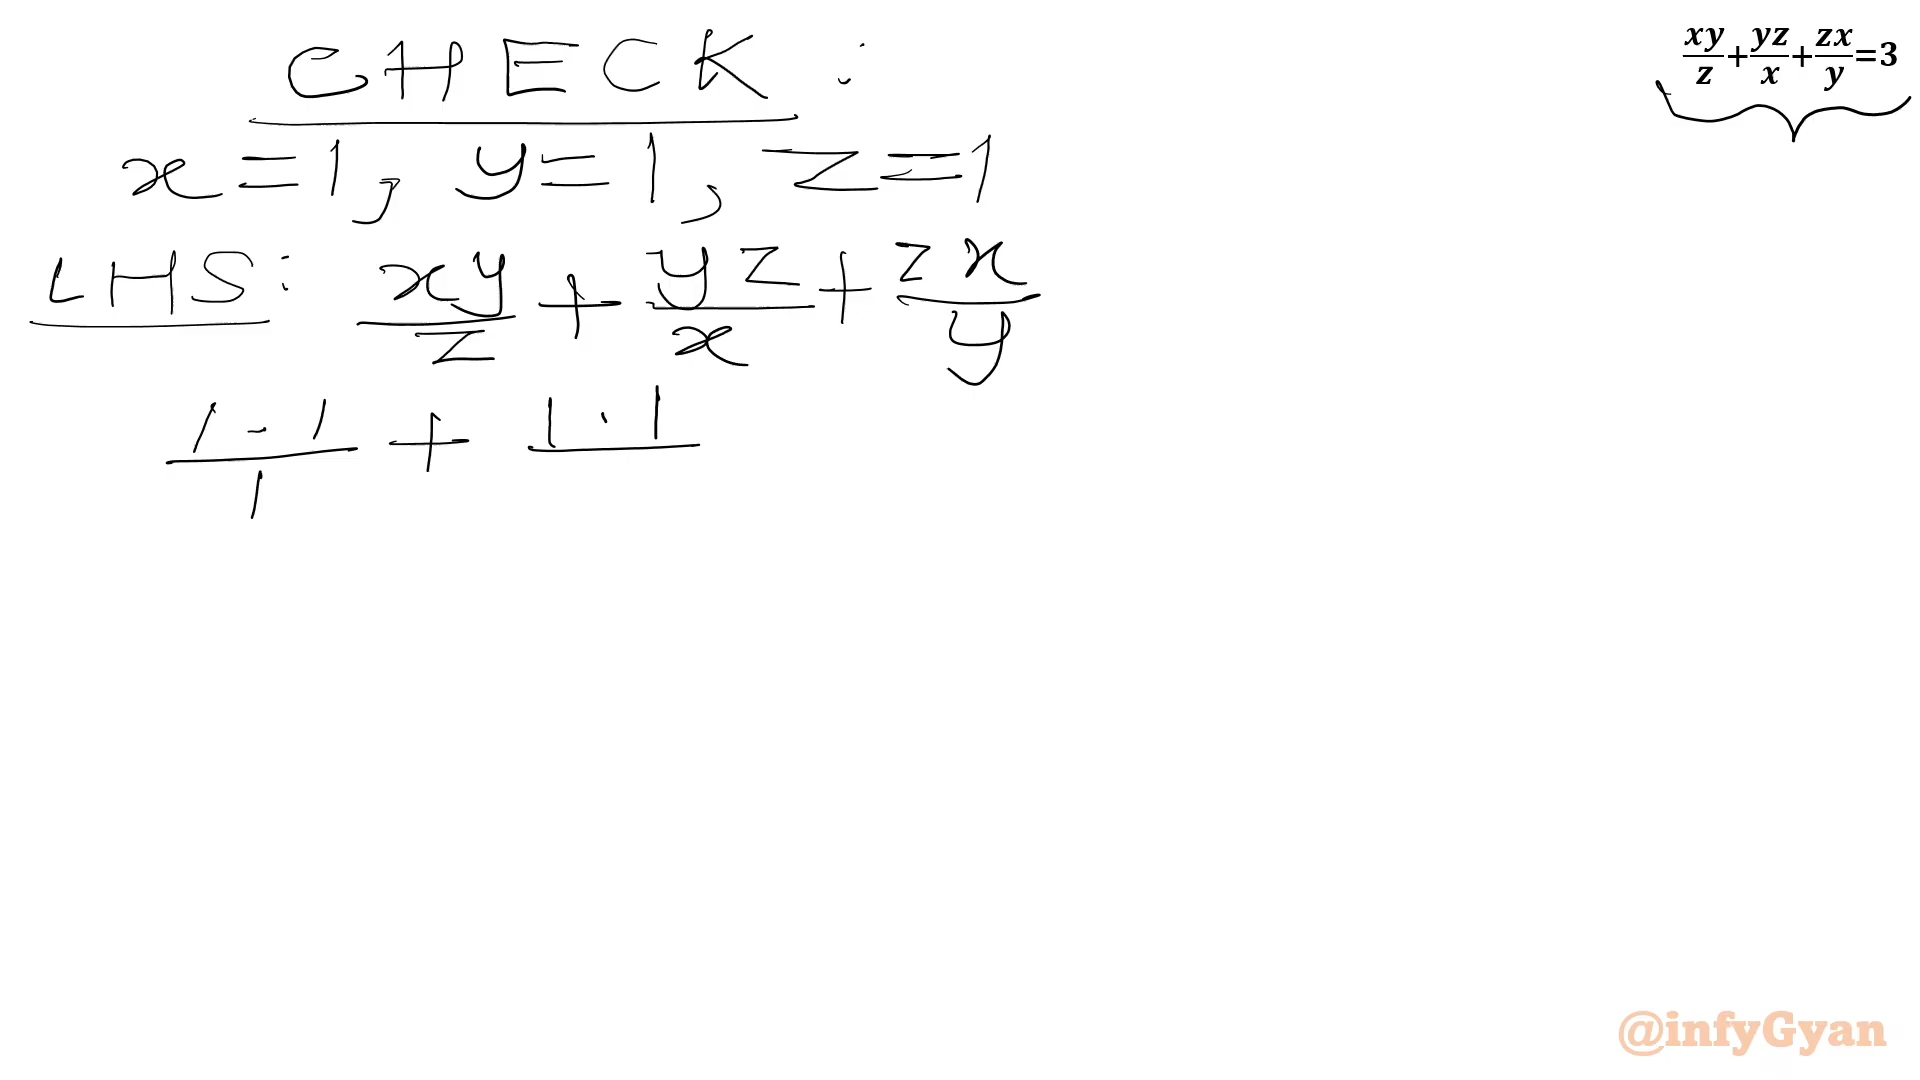 CHECK :
xy/z+yz/x+zx/y=3
x=1, y=1, z=1
LHS: xy/z + yz/x + zx/y
1·1/1 + 1·1
@infyGyan